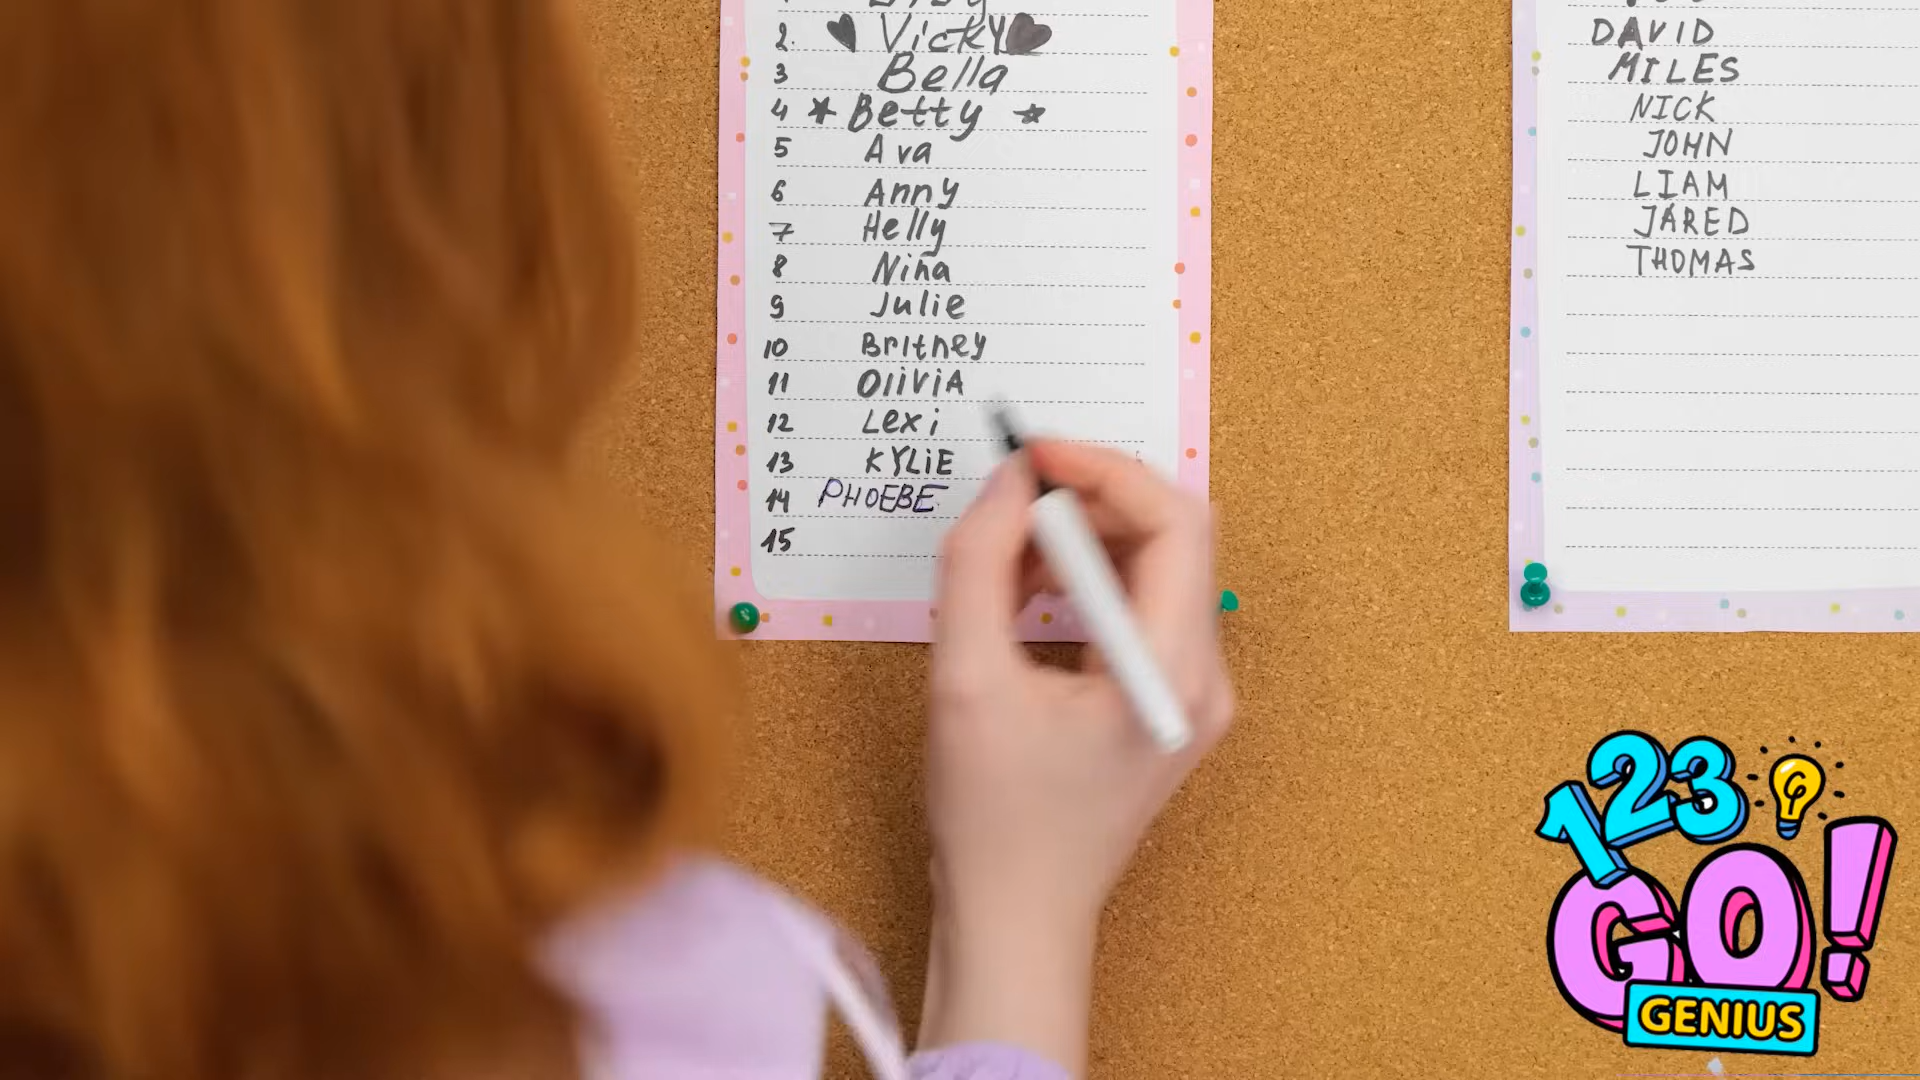 2. Vicky
3 Bella
4 * Betty *
5 Ava
6 Anny
7 Helly
8 Nina
9 Julie
10 Britney
11 OliviA
12 Lexi
13 KYLiE
14 PHOEBE
15
DAVID
MILES
NICK
JOHN
LIAM
JARED
THOMAS
123
GO!
GENIUS